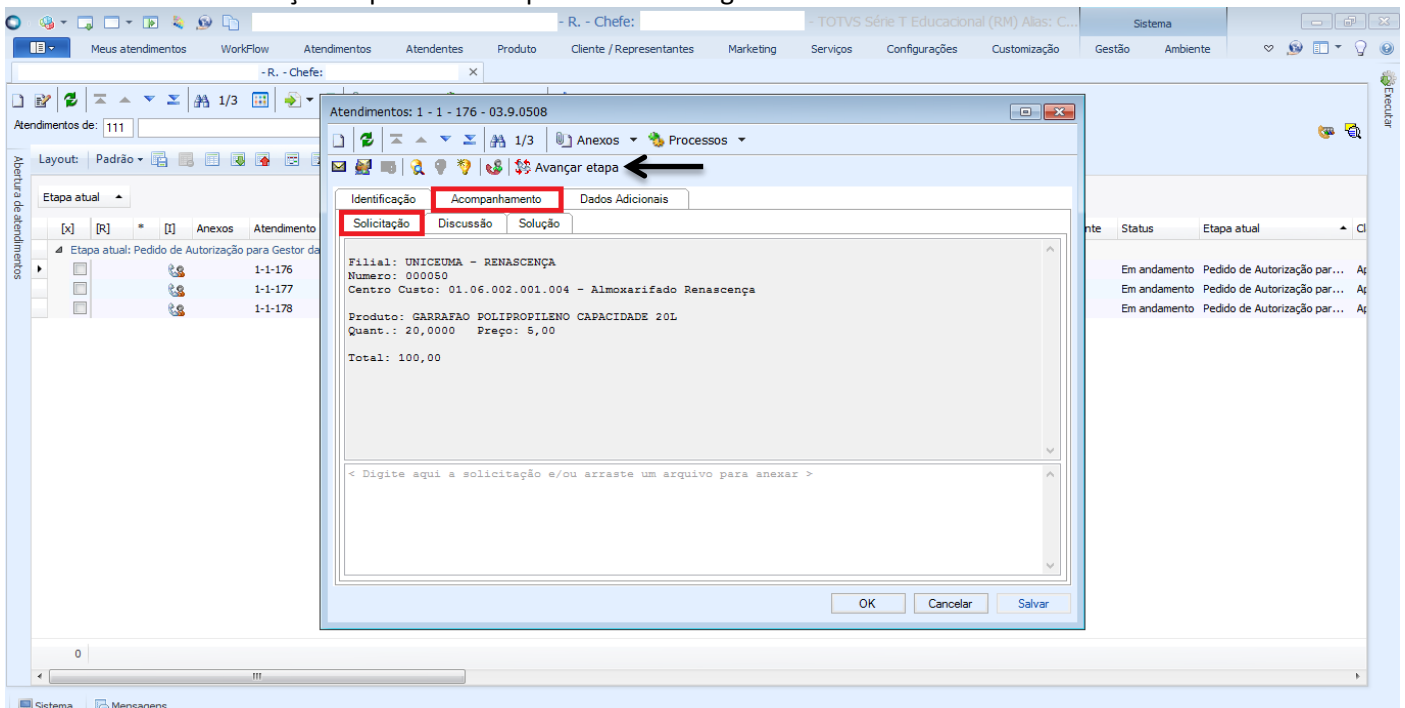 - R. - Chefe: - TOTVS Série T Educacional (RM) Alias: C... Sistema
Meus atendimentos WorkFlow Atendimentos Atendentes Produto Cliente / Representantes Marketing Serviços Configurações Customização Gestão Ambiente
- R. - Chefe:
1/3
Executar
Atendimentos de: 111
Abertura de atendimentos
Layout: Padrão
Etapa atual
[x] [R] * [I] Anexos Atendimento
Etapa atual: Pedido de Autorização para Gestor da
1-1-176
1-1-177
1-1-178
Atendimentos: 1 - 1 - 176 - 03.9.0508
1/3 Anexos Processos
Avançar etapa
Identificação Acompanhamento Dados Adicionais
Solicitação Discussão Solução
Filial: UNICEUMA - RENASCENÇA
Numero: 000050
Centro Custo: 01.06.002.001.004 - Almoxarifado Renascença
Produto: GARRAFAO POLIPROPILENO CAPACIDADE 20L
Quant.: 20,0000 Preço: 5,00
Total: 100,00
< Digite aqui a solicitação e/ou arraste um arquivo para anexar >
OK Cancelar Salvar
nte Status Etapa atual Cl
Em andamento Pedido de Autorização par... Ap
Em andamento Pedido de Autorização par... Ap
Em andamento Pedido de Autorização par... Ap
0
Sistema Mensagens